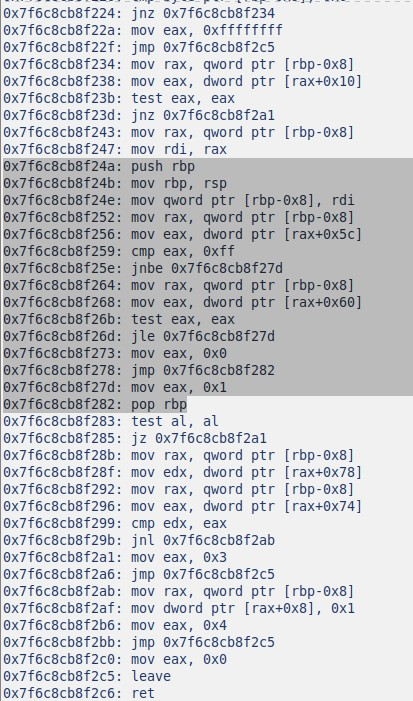 0x7f6c8cb8f224: jnz 0x7f6c8cb8f234
0x7f6c8cb8f22a: mov eax, 0xffffffff
0x7f6c8cb8f22f: jmp 0x7f6c8cb8f2c5
0x7f6c8cb8f234: mov rax, qword ptr [rbp-0x8]
0x7f6c8cb8f238: mov eax, dword ptr [rax+0x10]
0x7f6c8cb8f23b: test eax, eax
0x7f6c8cb8f23d: jnz 0x7f6c8cb8f2a1
0x7f6c8cb8f243: mov rax, qword ptr [rbp-0x8]
0x7f6c8cb8f247: mov rdi, rax
0x7f6c8cb8f24a: push rbp
0x7f6c8cb8f24b: mov rbp, rsp
0x7f6c8cb8f24e: mov qword ptr [rbp-0x8], rdi
0x7f6c8cb8f252: mov rax, qword ptr [rbp-0x8]
0x7f6c8cb8f256: mov eax, dword ptr [rax+0x5c]
0x7f6c8cb8f259: cmp eax, 0xff
0x7f6c8cb8f25e: jnbe 0x7f6c8cb8f27d
0x7f6c8cb8f264: mov rax, qword ptr [rbp-0x8]
0x7f6c8cb8f268: mov eax, dword ptr [rax+0x60]
0x7f6c8cb8f26b: test eax, eax
0x7f6c8cb8f26d: jle 0x7f6c8cb8f27d
0x7f6c8cb8f273: mov eax, 0x0
0x7f6c8cb8f278: jmp 0x7f6c8cb8f282
0x7f6c8cb8f27d: mov eax, 0x1
0x7f6c8cb8f282: pop rbp
0x7f6c8cb8f283: test al, al
0x7f6c8cb8f285: jz 0x7f6c8cb8f2a1
0x7f6c8cb8f28b: mov rax, qword ptr [rbp-0x8]
0x7f6c8cb8f28f: mov edx, dword ptr [rax+0x78]
0x7f6c8cb8f292: mov rax, qword ptr [rbp-0x8]
0x7f6c8cb8f296: mov eax, dword ptr [rax+0x74]
0x7f6c8cb8f299: cmp edx, eax
0x7f6c8cb8f29b: jnl 0x7f6c8cb8f2ab
0x7f6c8cb8f2a1: mov eax, 0x3
0x7f6c8cb8f2a6: jmp 0x7f6c8cb8f2c5
0x7f6c8cb8f2ab: mov rax, qword ptr [rbp-0x8]
0x7f6c8cb8f2af: mov dword ptr [rax+0x8], 0x1
0x7f6c8cb8f2b6: mov eax, 0x4
0x7f6c8cb8f2bb: jmp 0x7f6c8cb8f2c5
0x7f6c8cb8f2c0: mov eax, 0x0
0x7f6c8cb8f2c5: leave
0x7f6c8cb8f2c6: ret